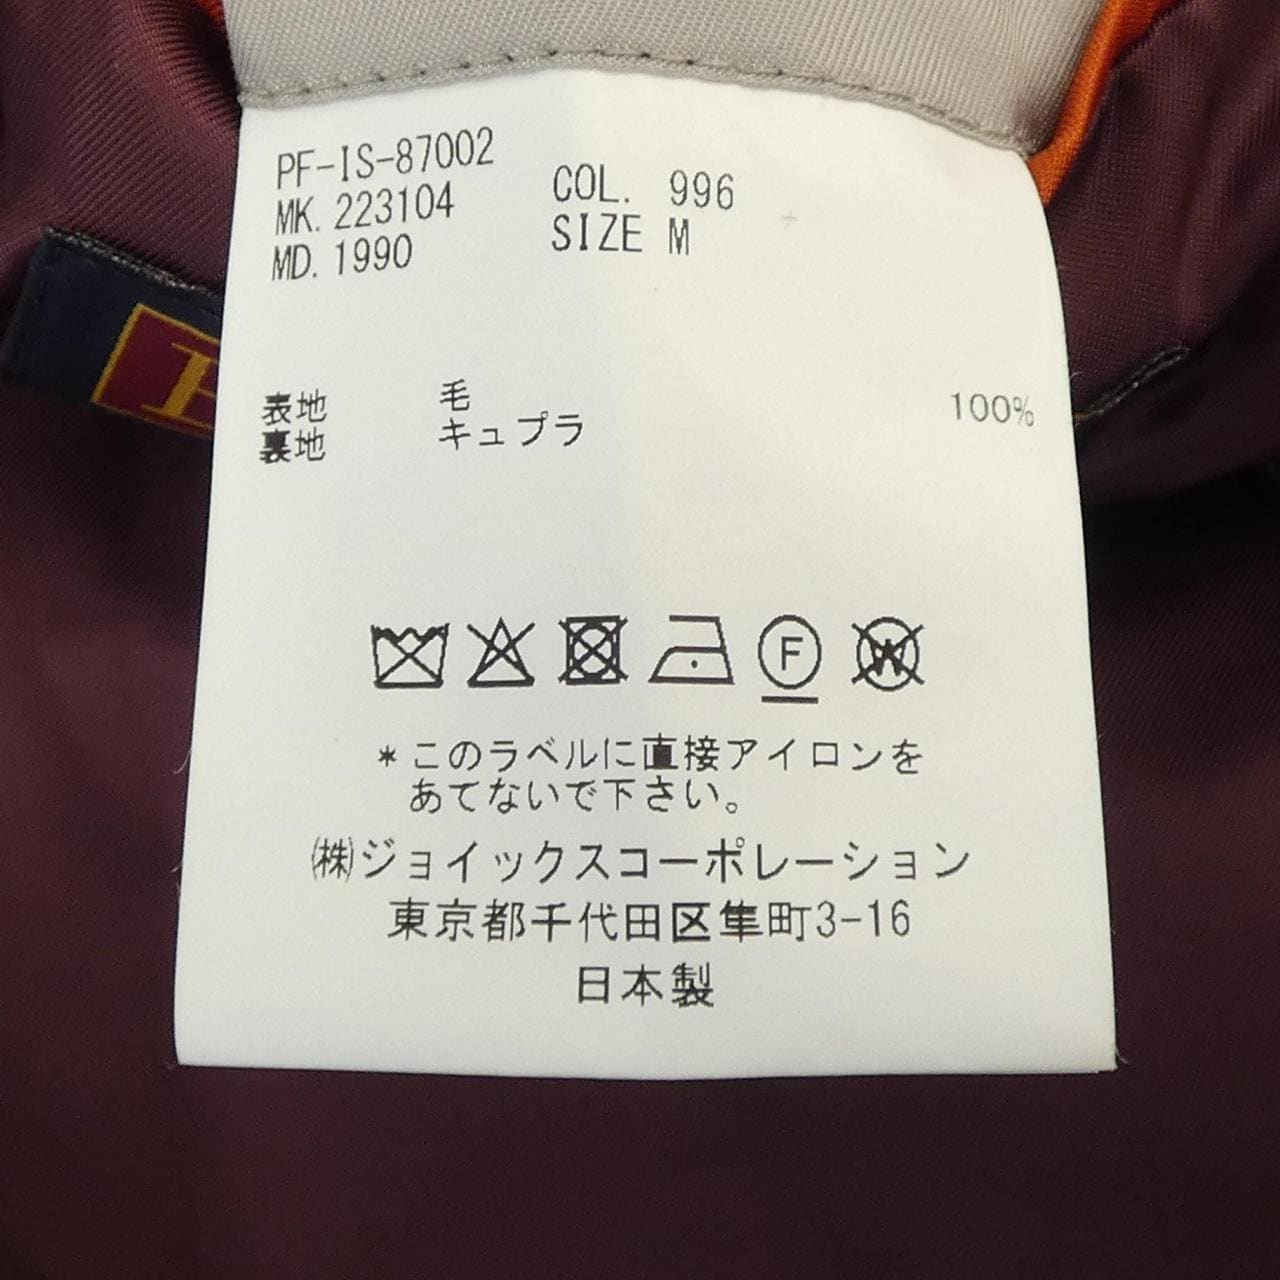 PF-IS-87002
MK. 223104 COL. 996
MD. 1990 SIZE M
表地 毛 100%
裏地 キュプラ
F W
*このラベルに直接アイロンを
あてないで下さい。
㈱ジョイックスコーポレーション
東京都千代田区隼町3-16
日本製